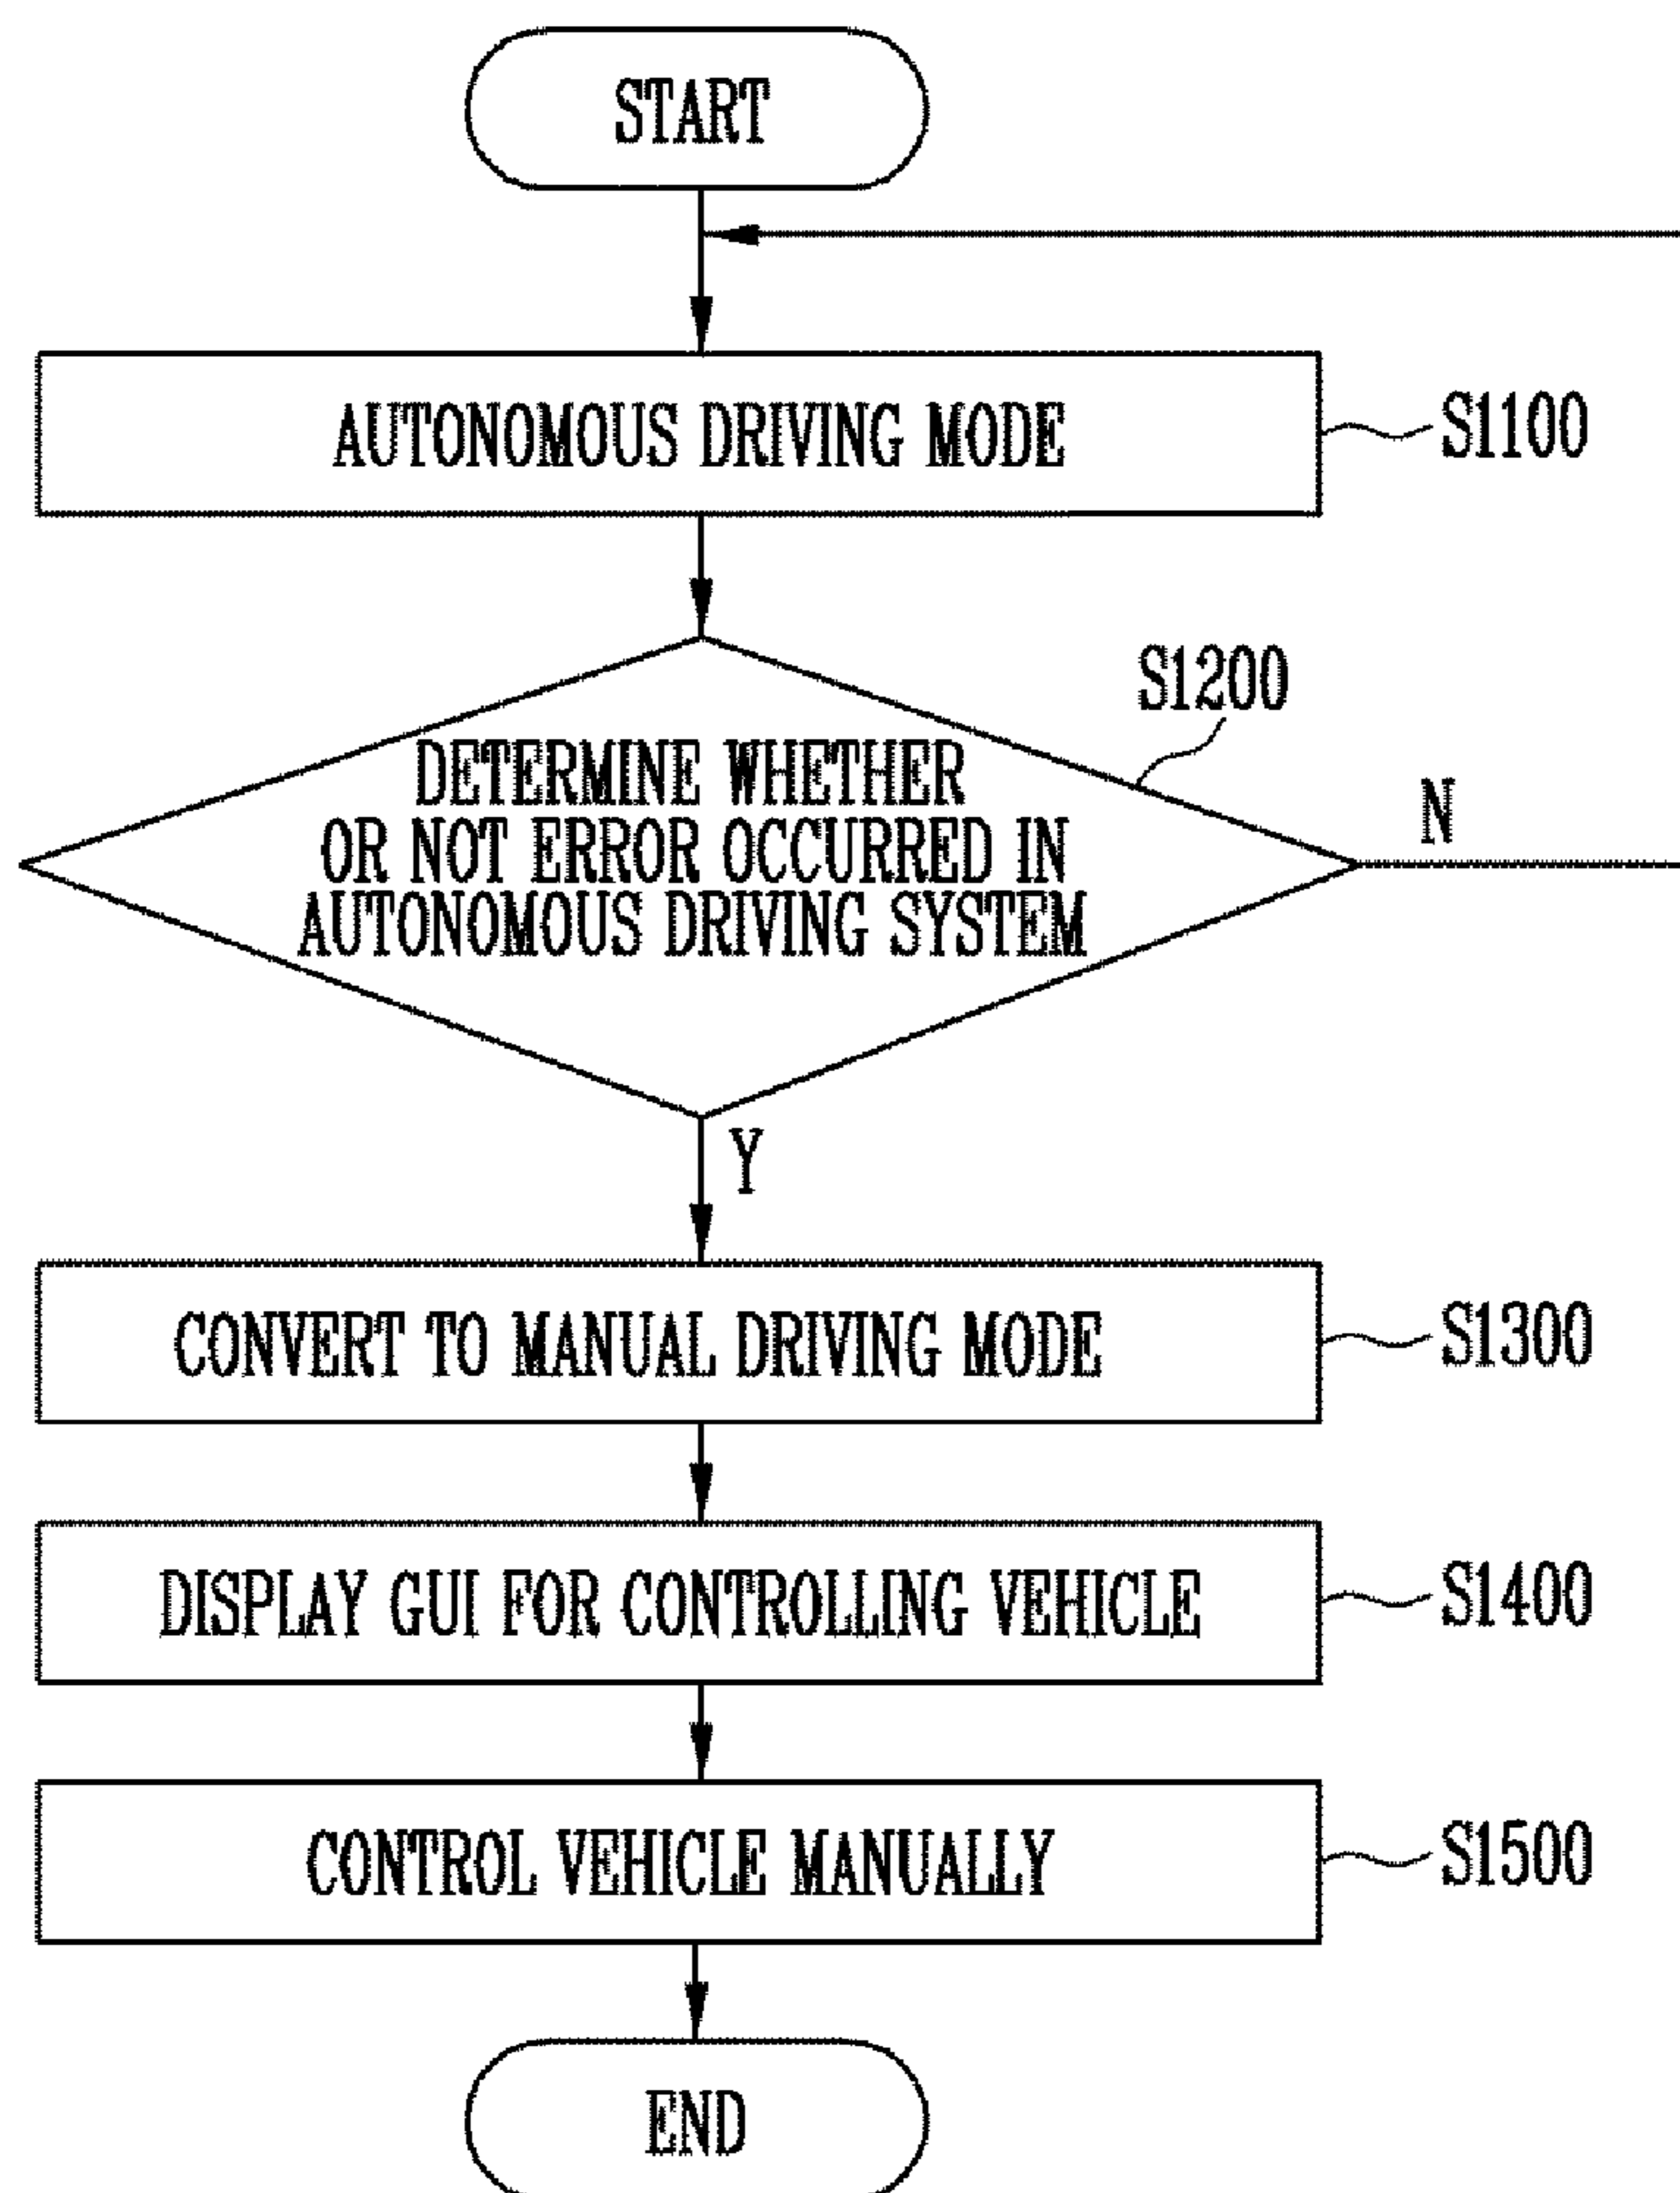 START
AUTONOMOUS DRIVING MODE
S1100
S1200
DETERMINE WHETHER
OR NOT ERROR OCCURRED IN
AUTONOMOUS DRIVING SYSTEM
N
Y
CONVERT TO MANUAL DRIVING MODE
S1300
DISPLAY GUI FOR CONTROLLING VEHICLE
S1400
CONTROL VEHICLE MANUALLY
S1500
END